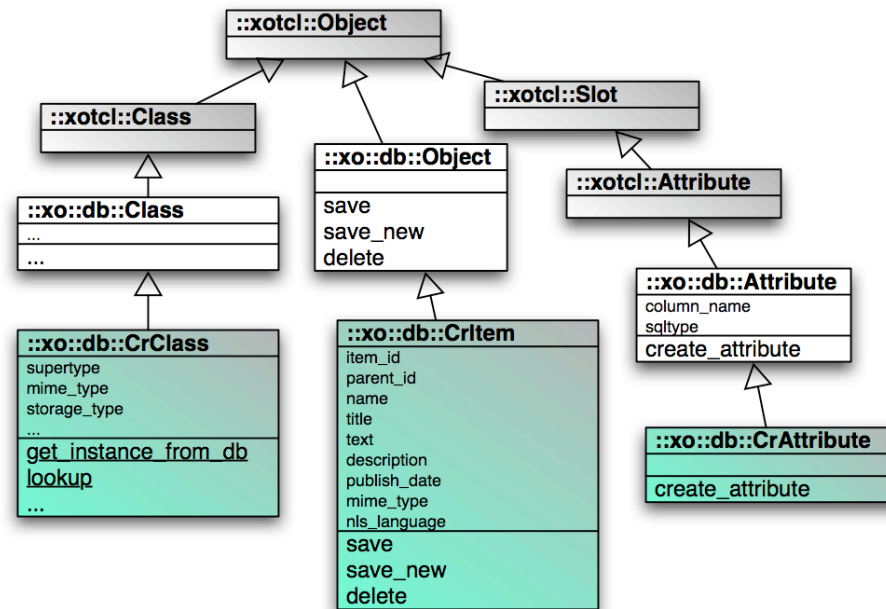 ::xotcl::Object
::xotcl::Class
::xotcl::Slot
::xo::db::Object
save
save_new
delete
::xotcl::Attribute
::xo::db::Class
...
...
::xo::db::Attribute
column_name
sqltype
create_attribute
::xo::db::CrClass
supertype
mime_type
storage_type
...
get_instance_from_db
lookup
...
::xo::db::CrItem
item_id
parent_id
name
title
text
description
publish_date
mime_type
nls_language
save
save_new
delete
::xo::db::CrAttribute
create_attribute